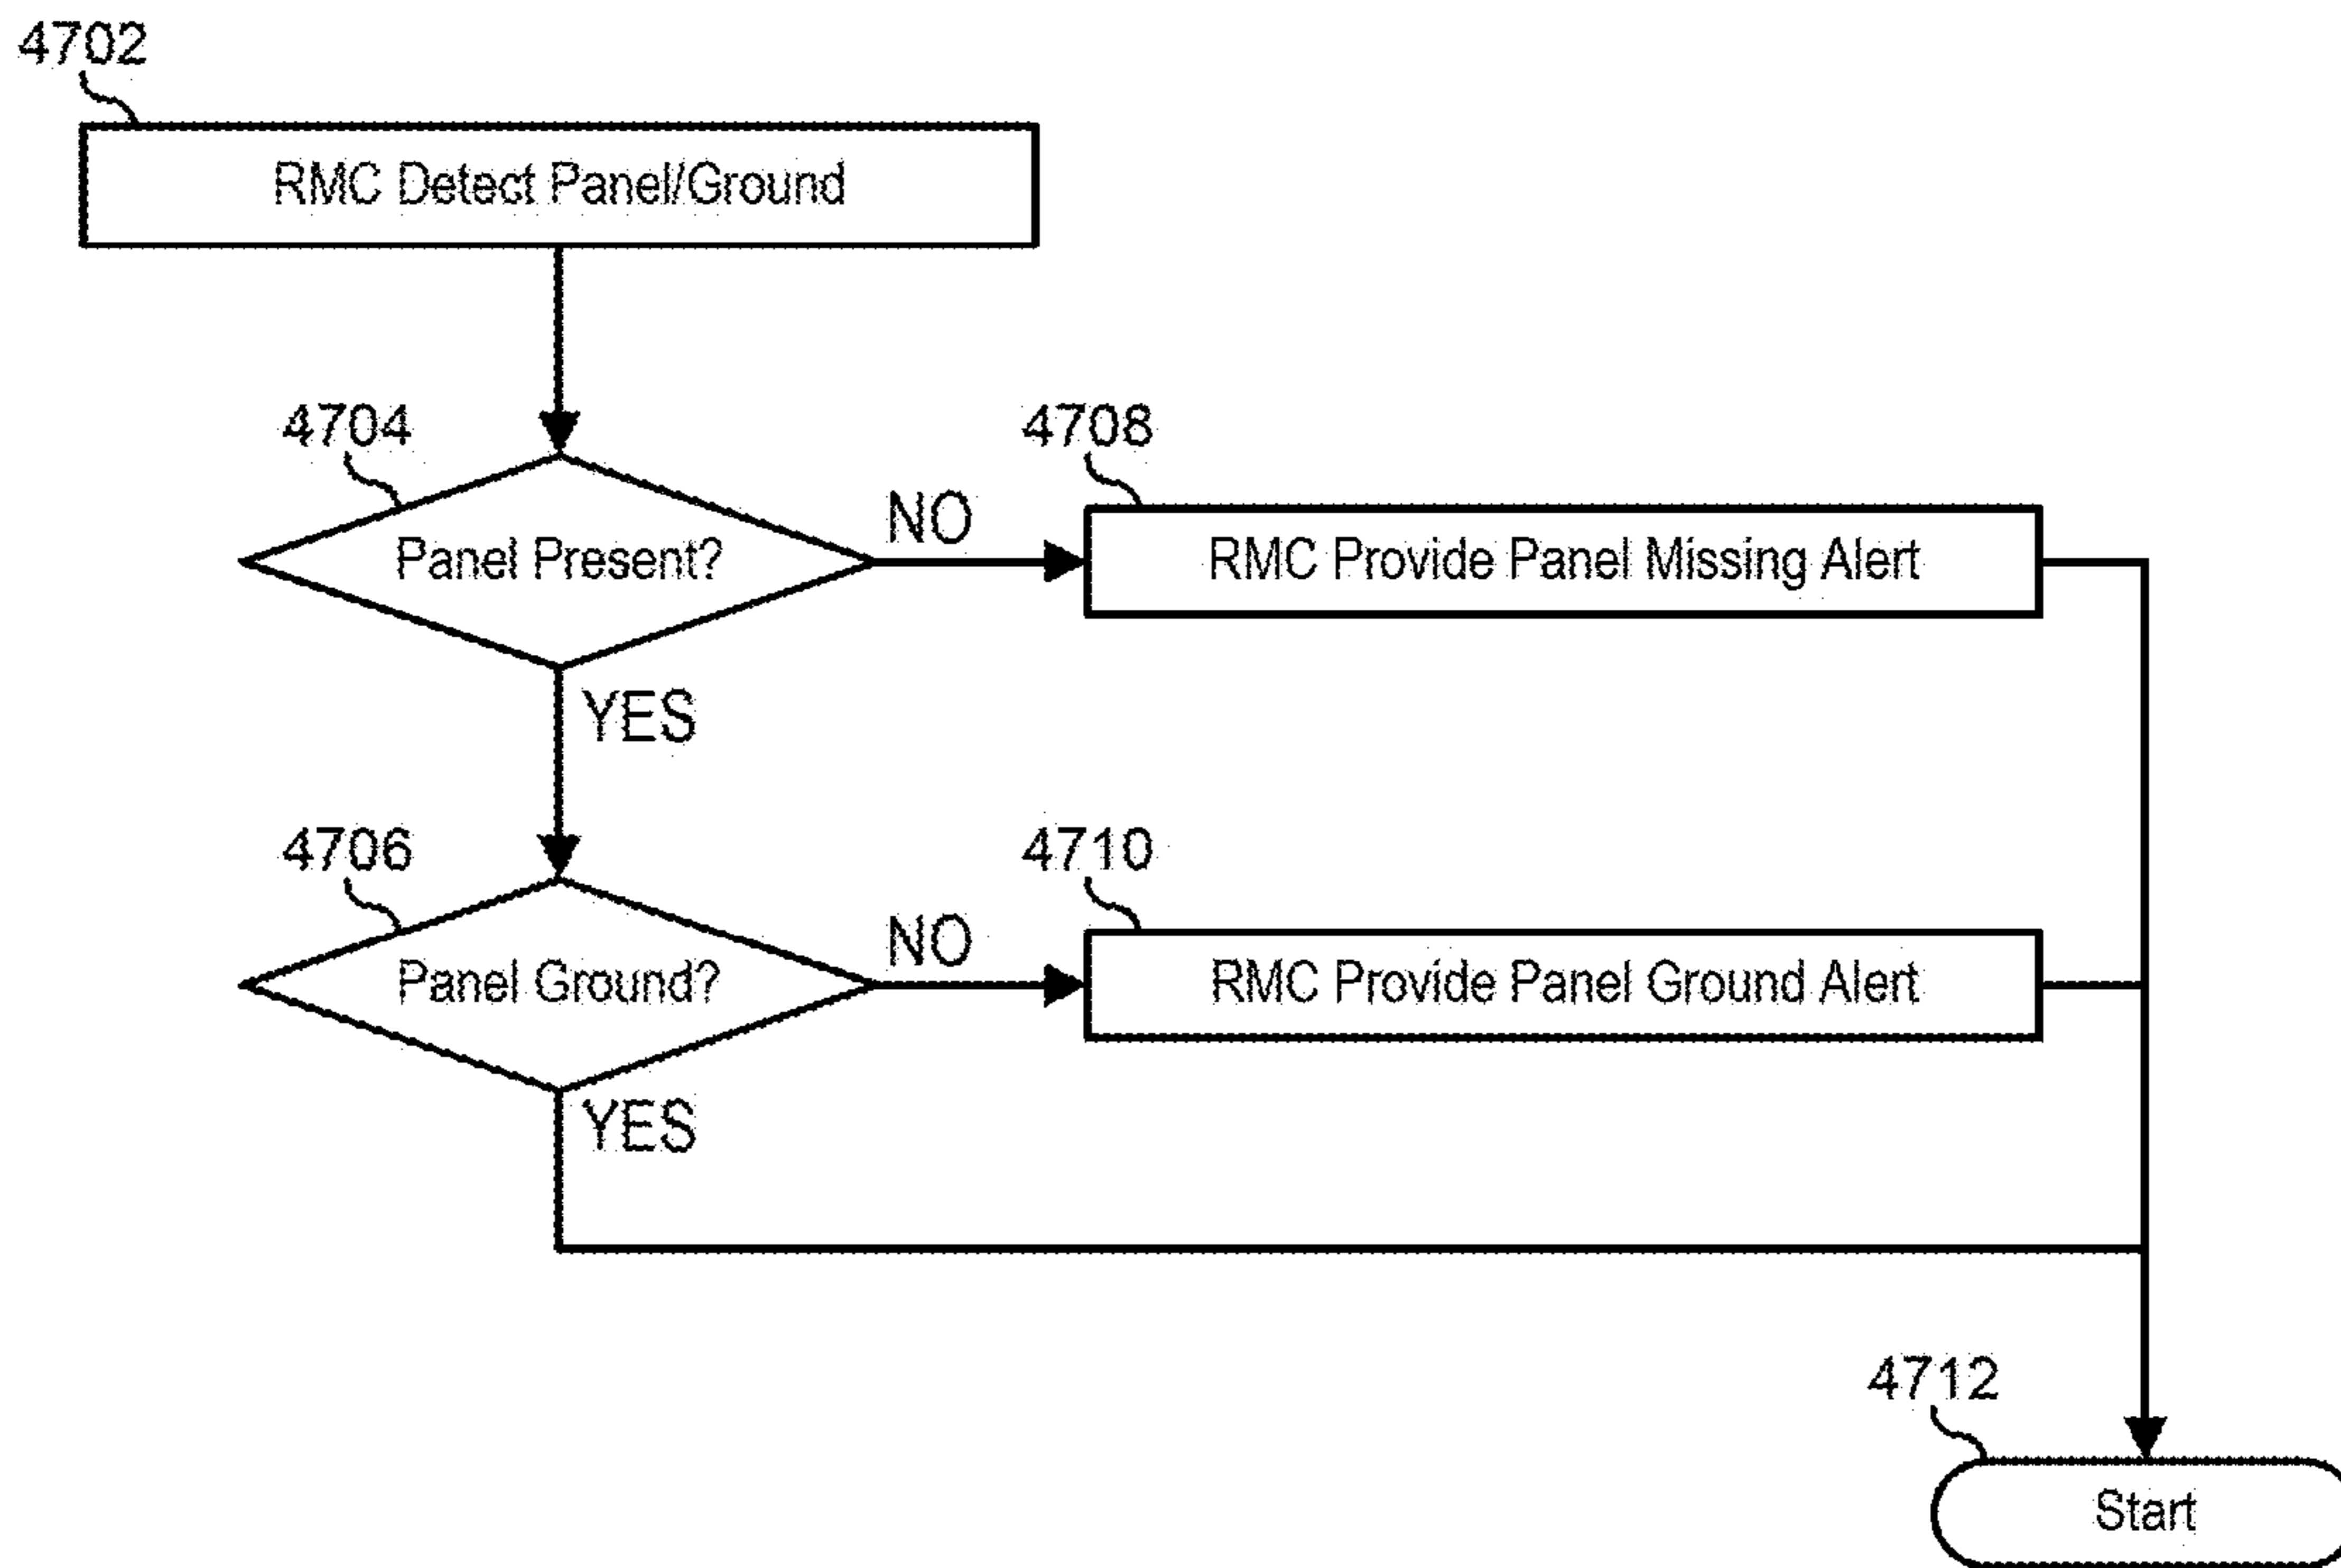 4702
RMC Detect Panel/Ground
4704
4708
Panel Present?
NO
RMC Provide Panel Missing Alert
YES
4706
4710
Panel Ground?
NO
RMC Provide Panel Ground Alert
YES
4712
Start